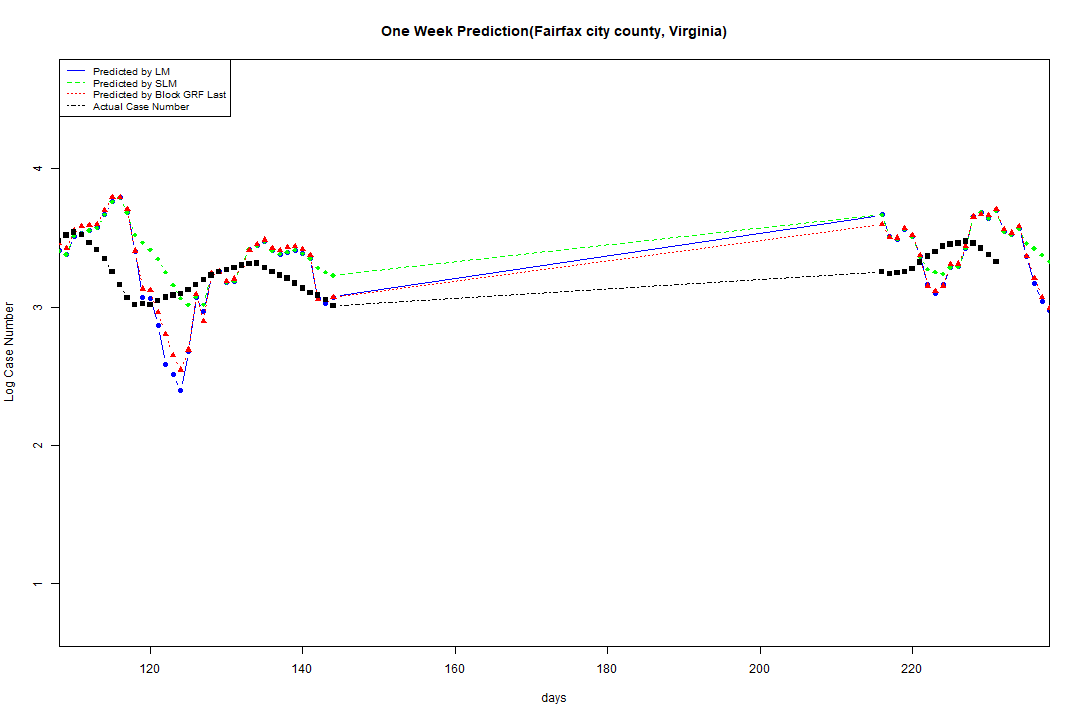 One Week Prediction(Fairfax city county, Virginia)
Predicted by LM
Predicted by SLM
Predicted by Block GRF Last
Actual Case Number
4
3
2
1
Log Case Number
120 140 160 180 200 220
days